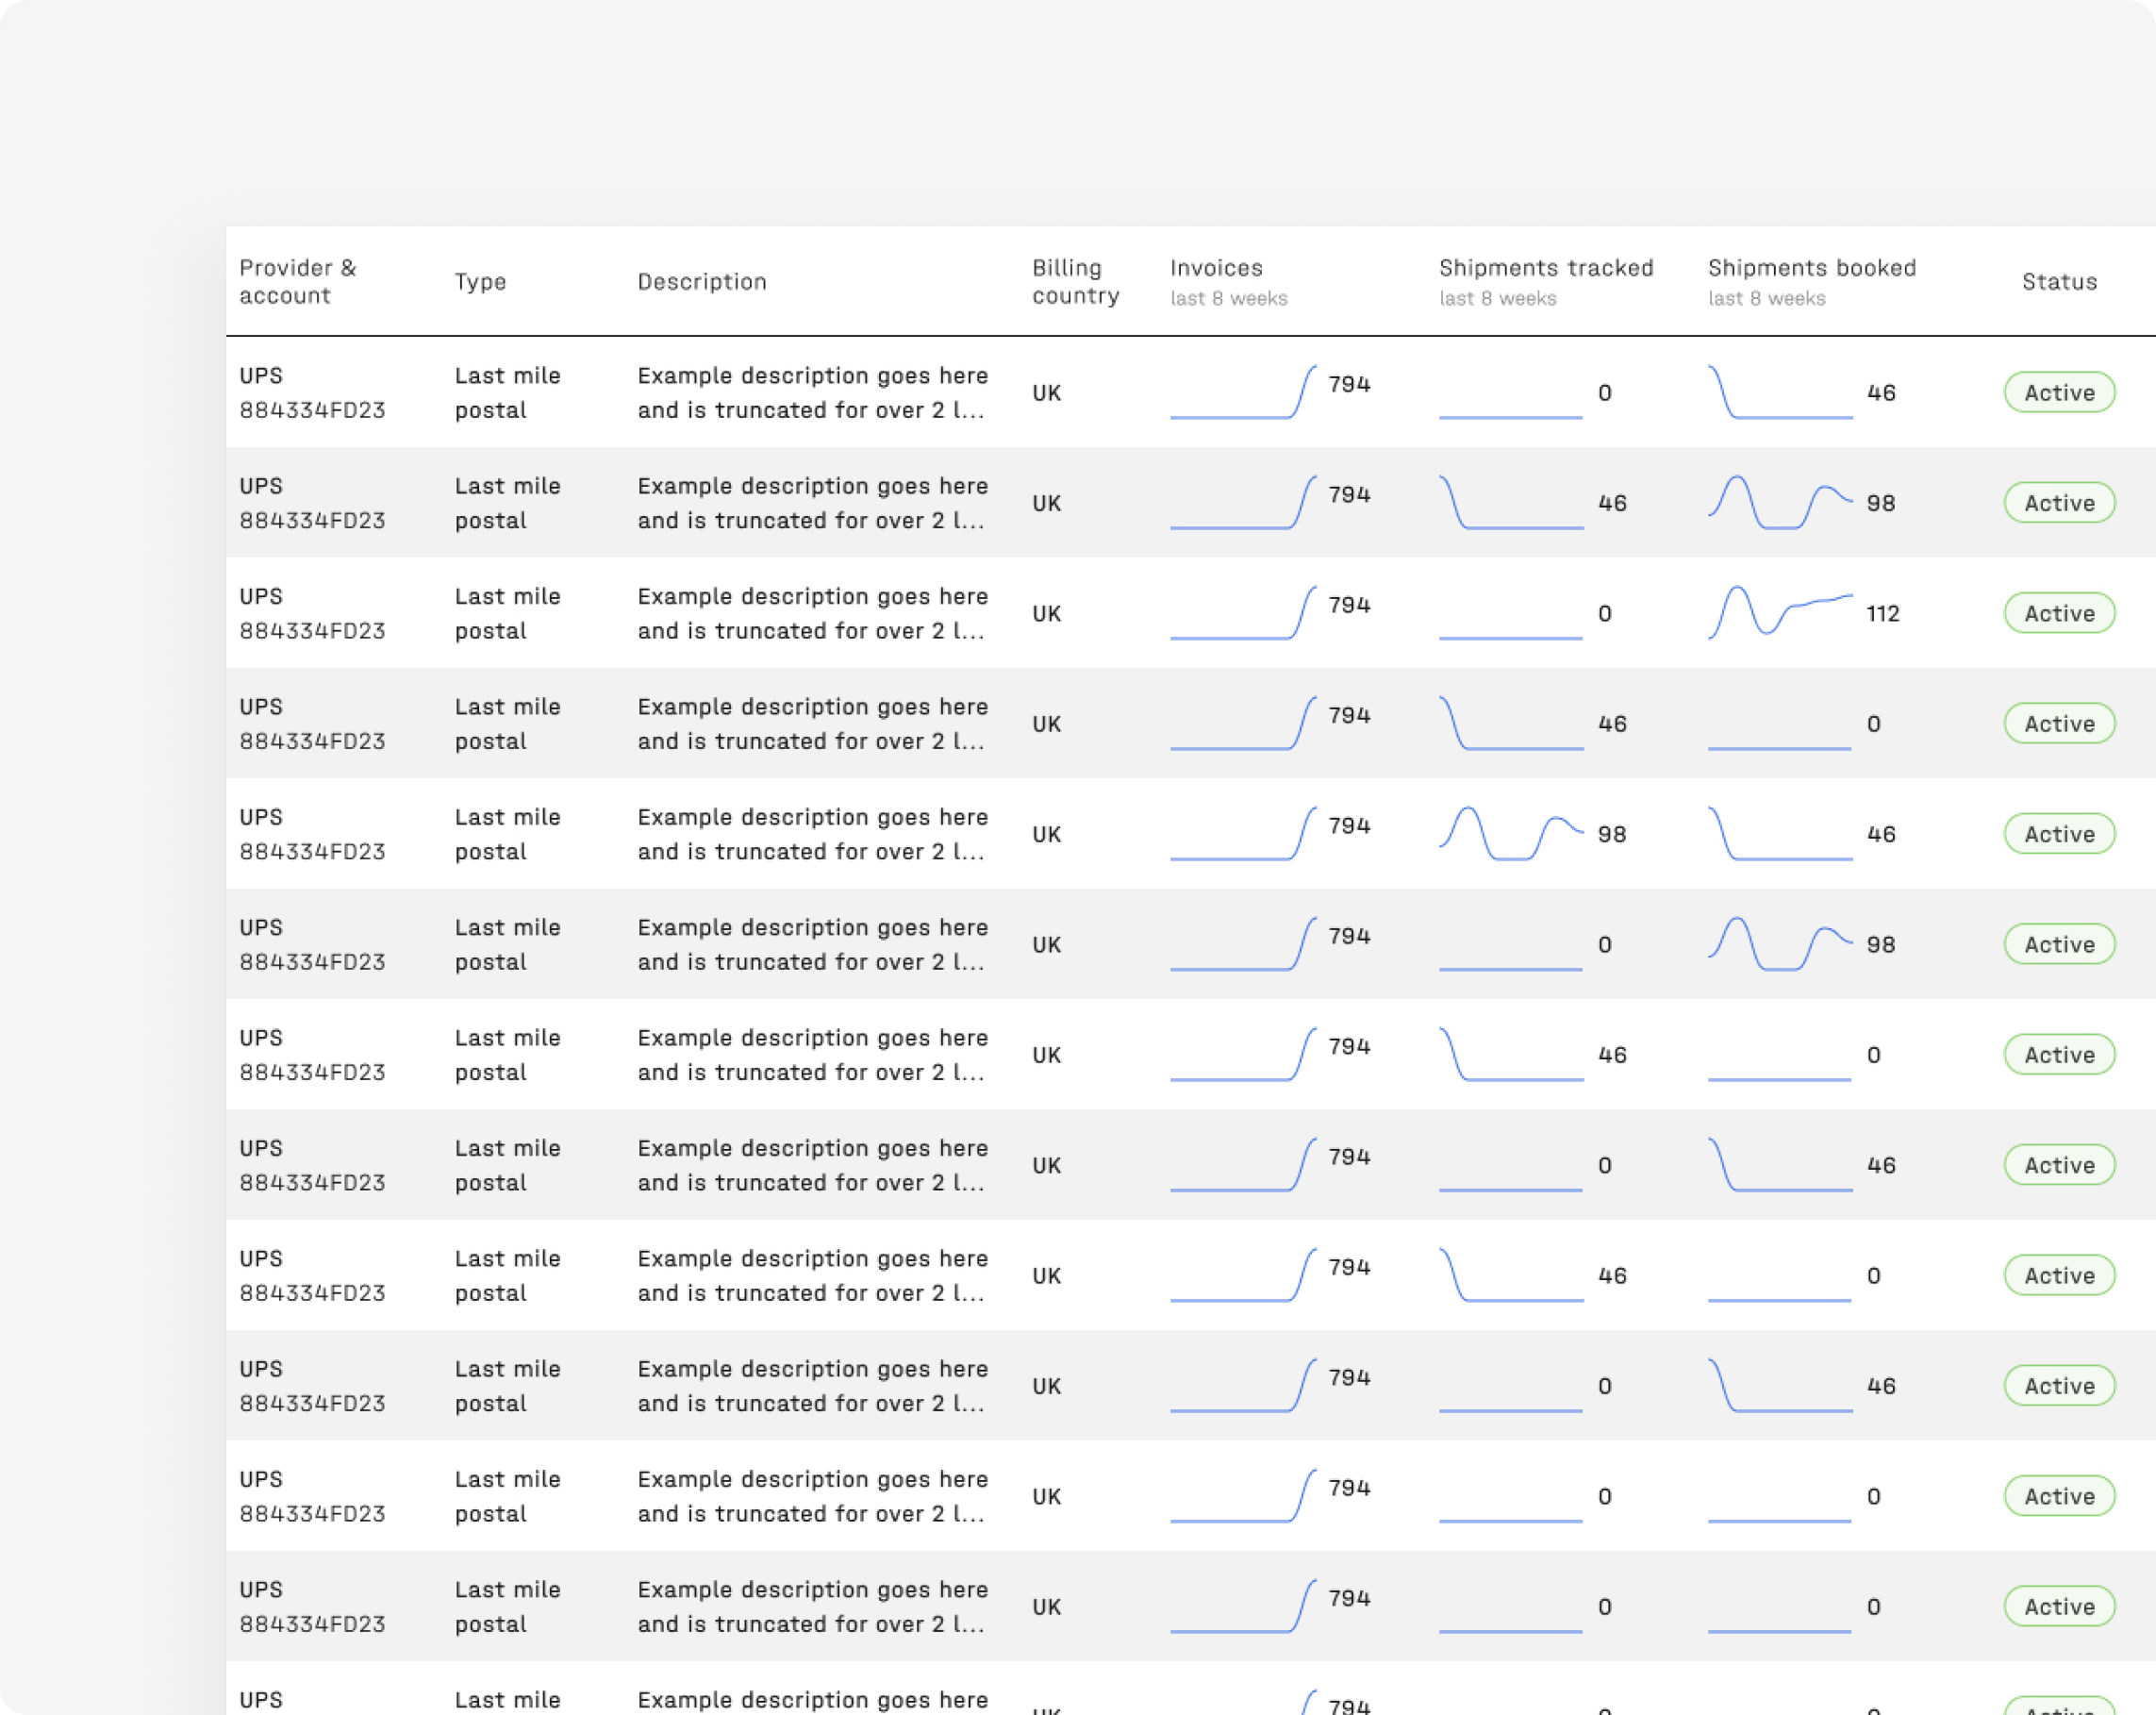 Provider & account
Type
Description
Billing country
Invoices last 8 weeks
Shipments tracked last 8 weeks
Shipments booked last 8 weeks
Status
UPS
884334FD23
Last mile
postal
Example description goes here
and is truncated for over 2 l...
UK
794
0
46
Active
UPS
884334FD23
Last mile
postal
Example description goes here
and is truncated for over 2 l...
UK
794
46
98
Active
UPS
884334FD23
Last mile
postal
Example description goes here
and is truncated for over 2 l...
UK
794
0
112
Active
UPS
884334FD23
Last mile
postal
Example description goes here
and is truncated for over 2 l...
UK
794
46
0
Active
UPS
884334FD23
Last mile
postal
Example description goes here
and is truncated for over 2 l...
UK
794
98
46
Active
UPS
884334FD23
Last mile
postal
Example description goes here
and is truncated for over 2 l...
UK
794
0
98
Active
UPS
884334FD23
Last mile
postal
Example description goes here
and is truncated for over 2 l...
UK
794
46
0
Active
UPS
884334FD23
Last mile
postal
Example description goes here
and is truncated for over 2 l...
UK
794
0
46
Active
UPS
884334FD23
Last mile
postal
Example description goes here
and is truncated for over 2 l...
UK
794
46
0
Active
UPS
884334FD23
Last mile
postal
Example description goes here
and is truncated for over 2 l...
UK
794
0
46
Active
UPS
884334FD23
Last mile
postal
Example description goes here
and is truncated for over 2 l...
UK
794
0
0
Active
UPS
884334FD23
Last mile
postal
Example description goes here
and is truncated for over 2 l...
UK
794
0
0
Active
UPS
Last mile
Example description goes here
794